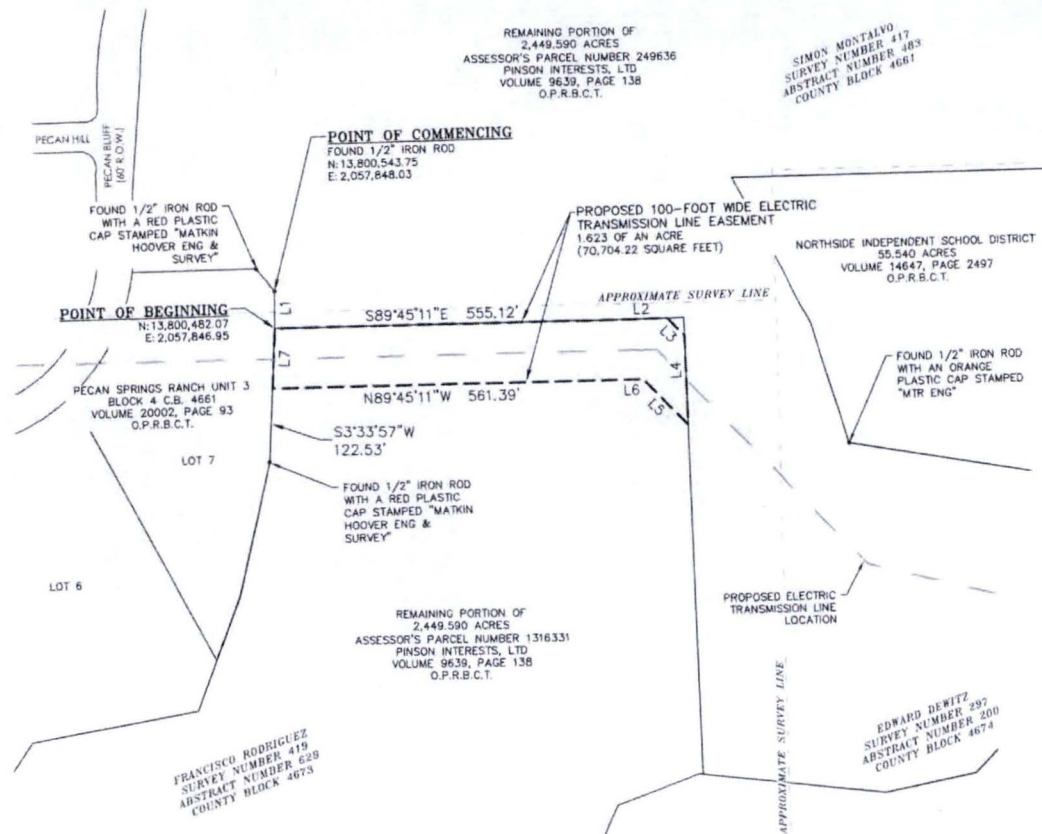 REMAINING PORTION OF
2,449.590 ACRES
ASSESSOR'S PARCEL NUMBER 249636
PINSON INTERESTS, LTD
VOLUME 9639, PAGE 138
O.P.R.B.C.T.
SIMON MONTALVO
SURVEY NUMBER 417
ABSTRACT NUMBER 483
COUNTY BLOCK 4661
PECAN HILL
PECAN BLUFF
(60' R.O.W.)
POINT OF COMMENCING
FOUND 1/2" IRON ROD
N: 13,800,543.75
E: 2,057,848.03
FOUND 1/2" IRON ROD
WITH A RED PLASTIC
CAP STAMPED "MATKIN
HOOVER ENG &
SURVEY"
PROPOSED 100-FOOT WIDE ELECTRIC
TRANSMISSION LINE EASEMENT
1.623 OF AN ACRE
(70,704.22 SQUARE FEET)
NORTHSIDE INDEPENDENT SCHOOL DISTRICT
55.540 ACRES
VOLUME 14647, PAGE 2497
O.P.R.B.C.T.
POINT OF BEGINNING
N: 13,800,482.07
E: 2,057,846.95
L1
S89°45'11"E 555.12'
APPROXIMATE SURVEY LINE
L2
L3
L4
L7
N89°45'11"W 561.39'
L6
L5
FOUND 1/2" IRON ROD
WITH AN ORANGE
PLASTIC CAP STAMPED
"MTR ENG"
PECAN SPRINGS RANCH UNIT 3
BLOCK 4 C.B. 4661
VOLUME 20002, PAGE 93
O.P.R.B.C.T.
S3°33'57"W
122.53'
LOT 7
FOUND 1/2" IRON ROD
WITH A RED PLASTIC
CAP STAMPED "MATKIN
HOOVER ENG &
SURVEY"
LOT 6
PROPOSED ELECTRIC
TRANSMISSION LINE
LOCATION
REMAINING PORTION OF
2,449.590 ACRES
ASSESSOR'S PARCEL NUMBER 1316331
PINSON INTERESTS, LTD
VOLUME 9639, PAGE 138
O.P.R.B.C.T.
APPROXIMATE SURVEY LINE
EDWARD DEWITZ
SURVEY NUMBER 297
ABSTRACT NUMBER 200
COUNTY BLOCK 4674
FRANCISCO RODRIGUEZ
SURVEY NUMBER 419
ABSTRACT NUMBER 628
COUNTY BLOCK 4673